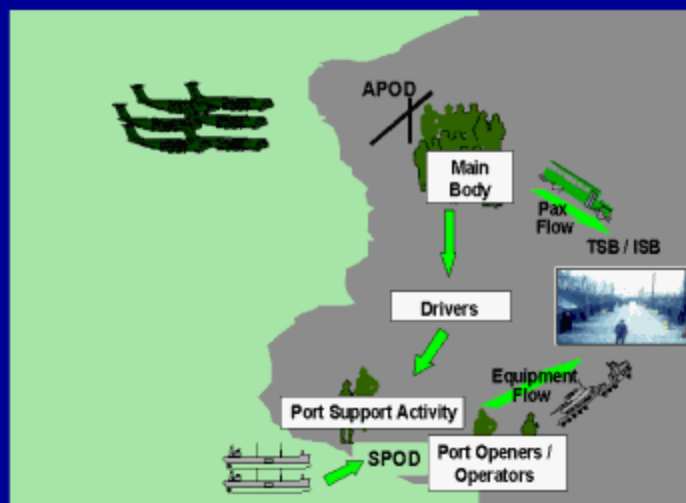 APOD
Main
Body
Pax
Flow
TSB / ISB
Drivers
Equipment
Flow
Port Support Activity
SPOD
Port Openers /
Operators